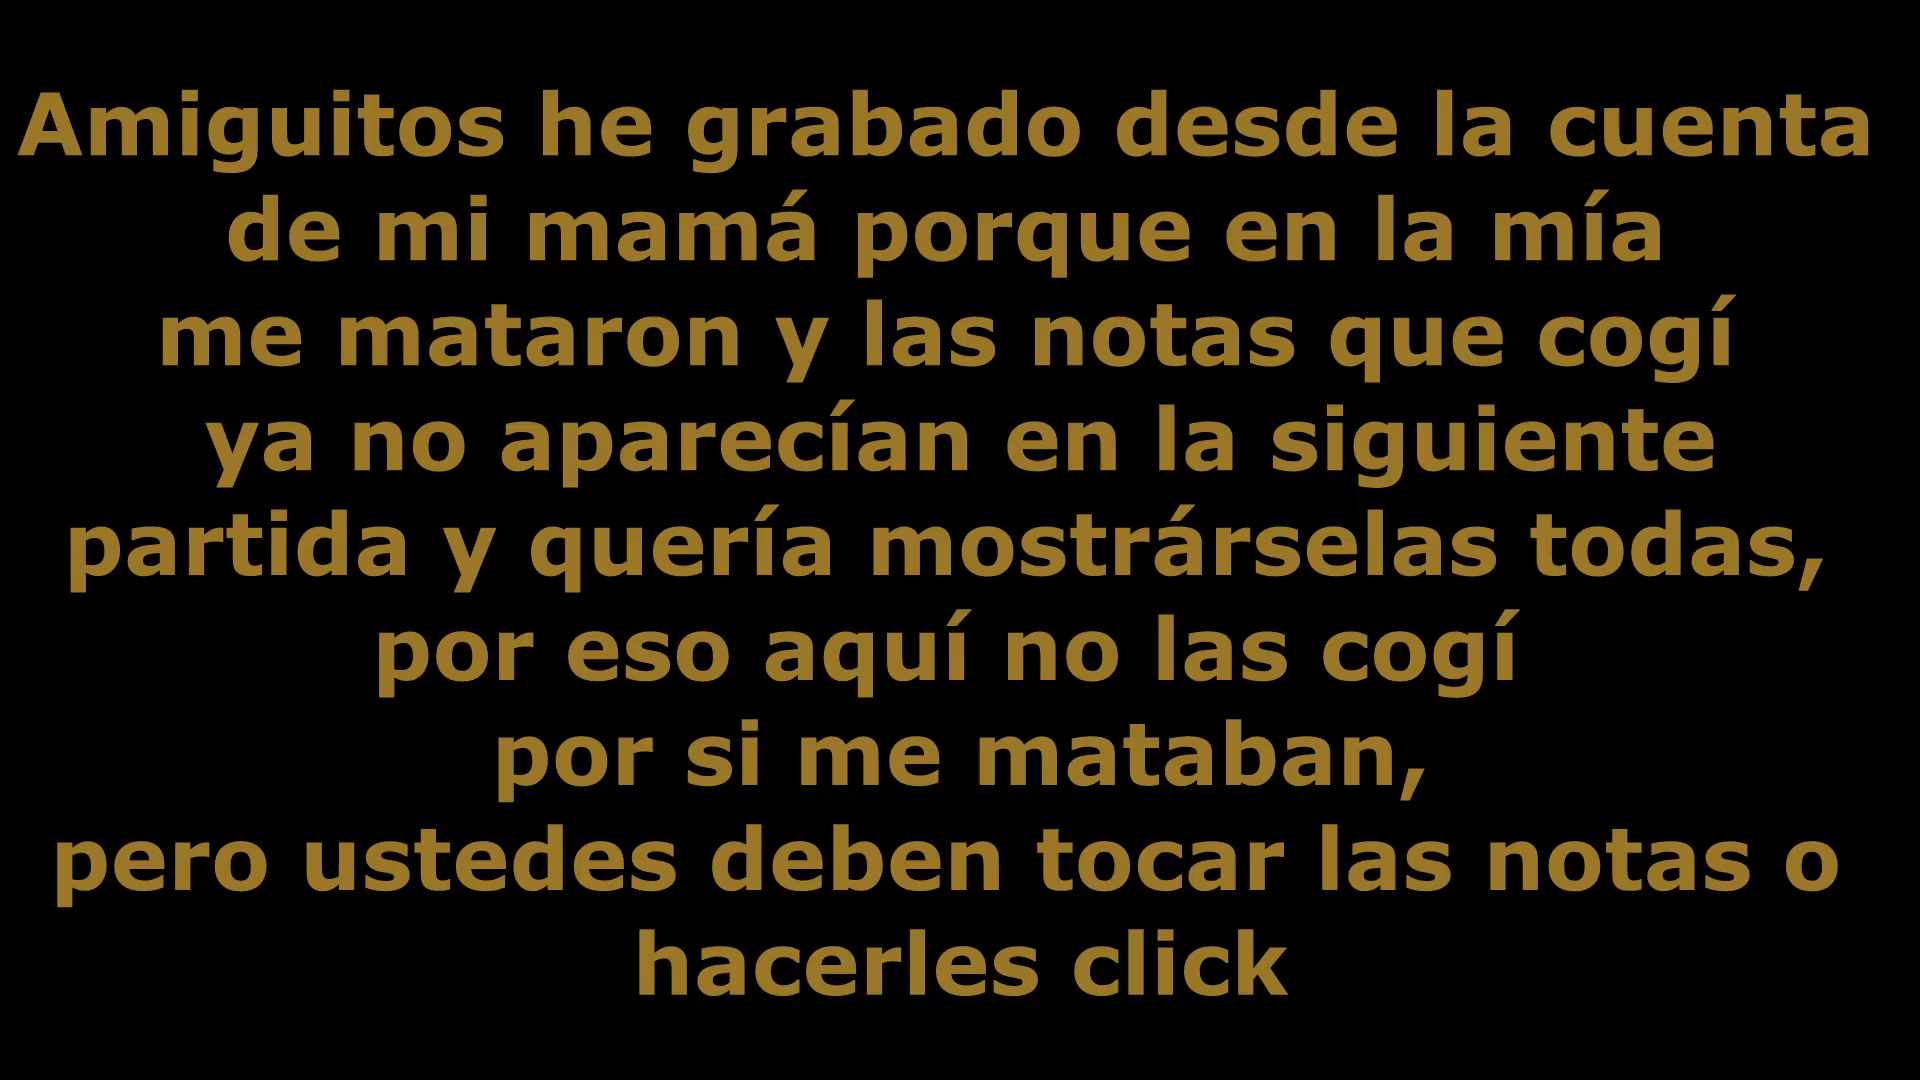 Amiguitos he grabado desde la cuenta
de mi mamá porque en la mía
me mataron y las notas que cogí
ya no aparecían en la siguiente
partida y quería mostrárselas todas,
por eso aquí no las cogí
por si me mataban,
pero ustedes deben tocar las notas o
hacerles click